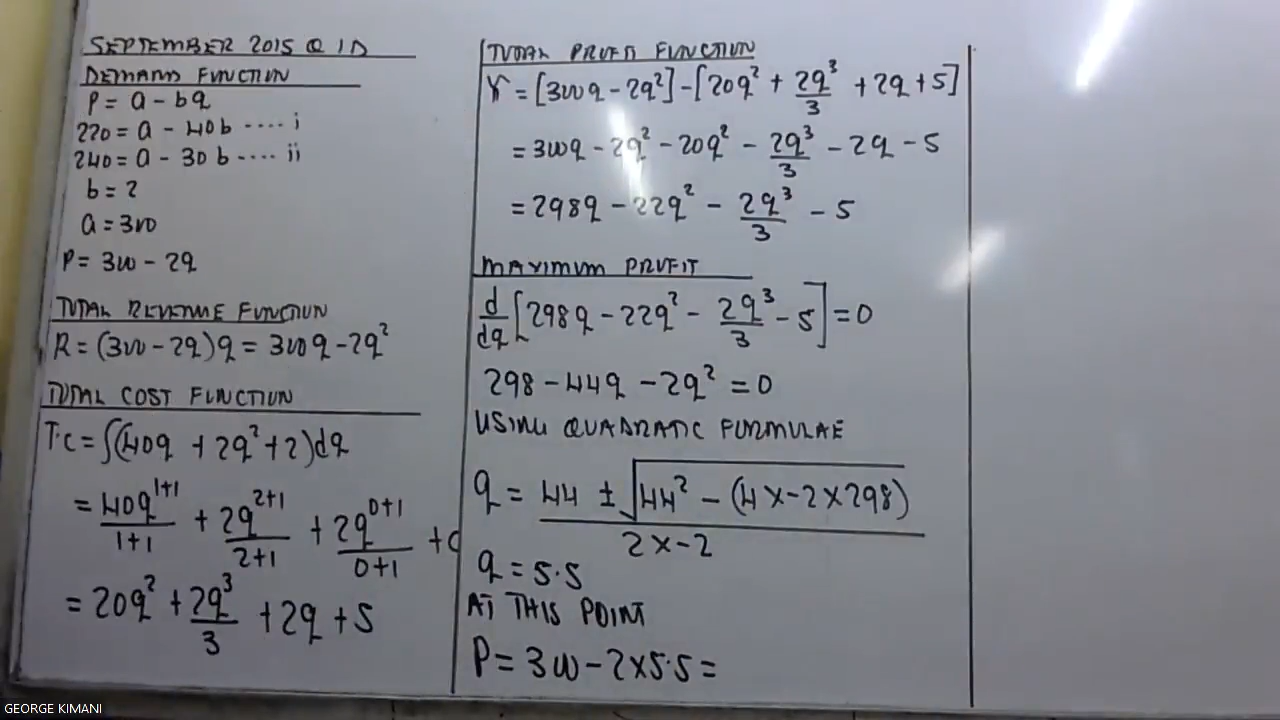 SEPTEMBER 2015 Q 1D
DEMAND FUNCTION
P = a - bq
220 = a - 40b ···· i
240 = a - 30b ···· ii
b = 2
a = 300
P = 300 - 2q
TOTAL REVENUE FUNCTION
R = (300 - 2q)q = 300q - 2q²
TOTAL COST FUNCTION
T.C = ∫(40q + 2q² + 2)dq
= 40q^(1+1)/(1+1) + 2q^(2+1)/(2+1) + 2q^(0+1)/(0+1) + C
= 20q² + 2q³/3 + 2q + 5
TOTAL PROFIT FUNCTION
π = [300q - 2q²] - [20q² + 2q³/3 + 2q + 5]
= 300q - 2q² - 20q² - 2q³/3 - 2q - 5
= 298q - 22q² - 2q³/3 - 5
MAXIMUM PROFIT
d/dq [298q - 22q² - 2q³/3 - 5] = 0
298 - 44q - 2q² = 0
USING QUADRATIC FORMULAE
q = 44 ± √(44² - (4 x -2 x 298)) / 2 x -2
q = 5.5
AT THIS POINT
P = 300 - 2 x 5.5 =
GEORGE KIMANI